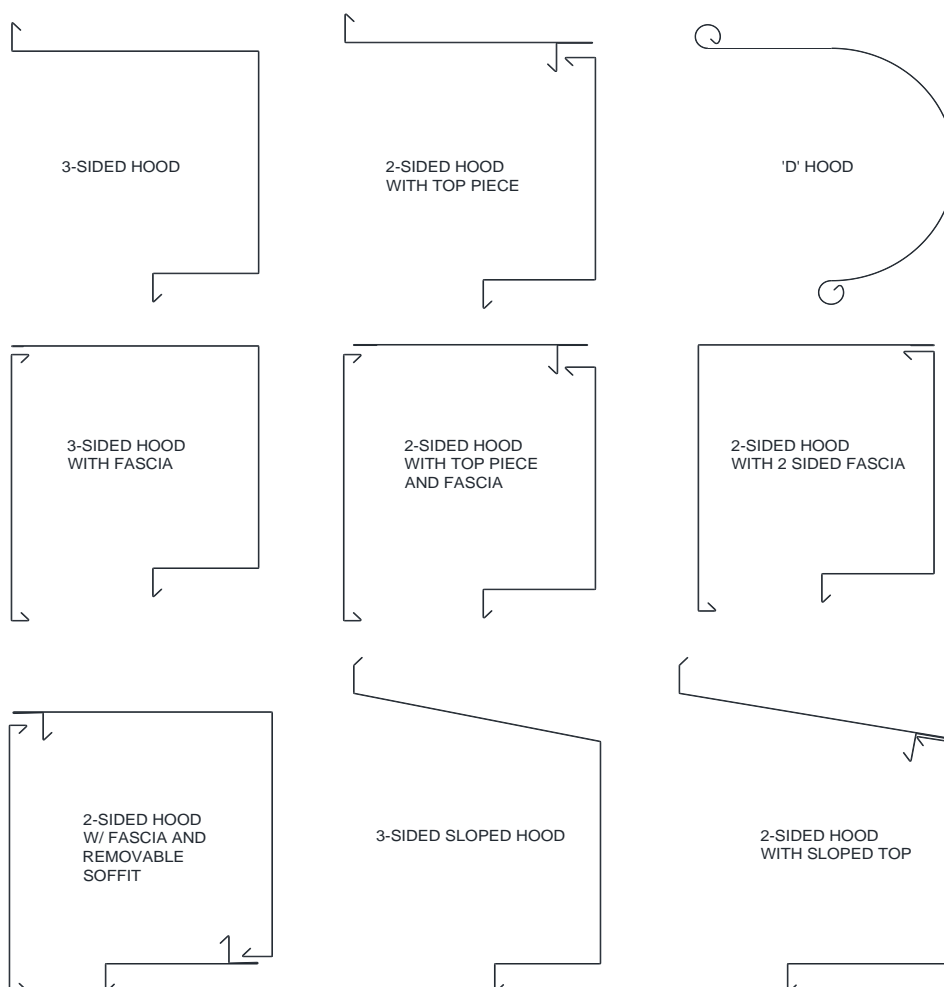 3-SIDED HOOD
2-SIDED HOOD
WITH TOP PIECE
'D' HOOD
3-SIDED HOOD
WITH FASCIA
2-SIDED HOOD
WITH TOP PIECE
AND FASCIA
2-SIDED HOOD
WITH 2 SIDED FASCIA
2-SIDED HOOD
W/ FASCIA AND
REMOVABLE
SOFFIT
3-SIDED SLOPED HOOD
2-SIDED HOOD
WITH SLOPED TOP